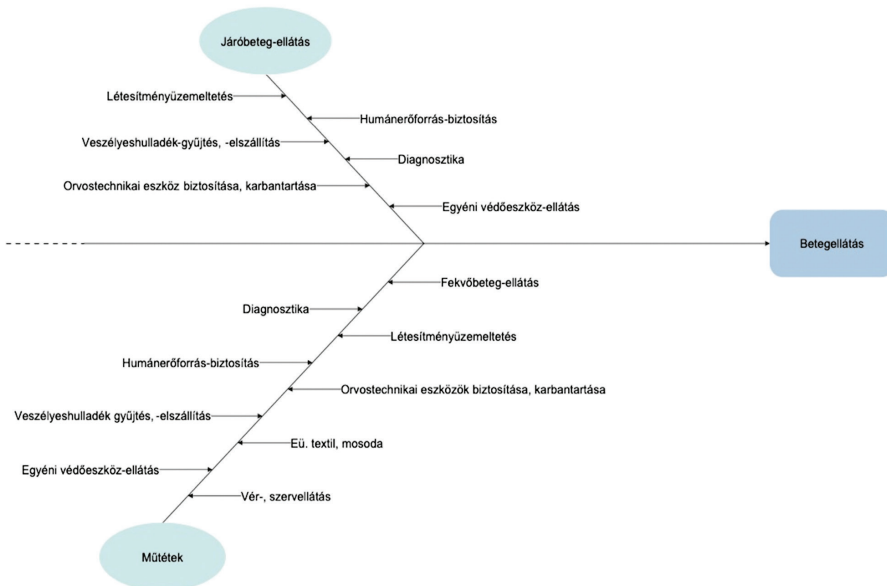 Járóbeteg-ellátás
Létesítményüzemeltetés
Humánerőforrás-biztosítás
Veszélyeshulladék-gyűjtés, -elszállítás
Diagnosztika
Orvostechnikai eszköz biztosítása, karbantartása
Egyéni védőeszköz-ellátás
Betegellátás
Fekvőbeteg-ellátás
Diagnosztika
Létesítményüzemeltetés
Humánerőforrás-biztosítás
Orvostechnikai eszközök biztosítása, karbantartása
Veszélyeshulladék gyűjtés, -elszállítás
Eü. textil, mosoda
Egyéni védőeszköz-ellátás
Vér-, szervellátás
Műtétek